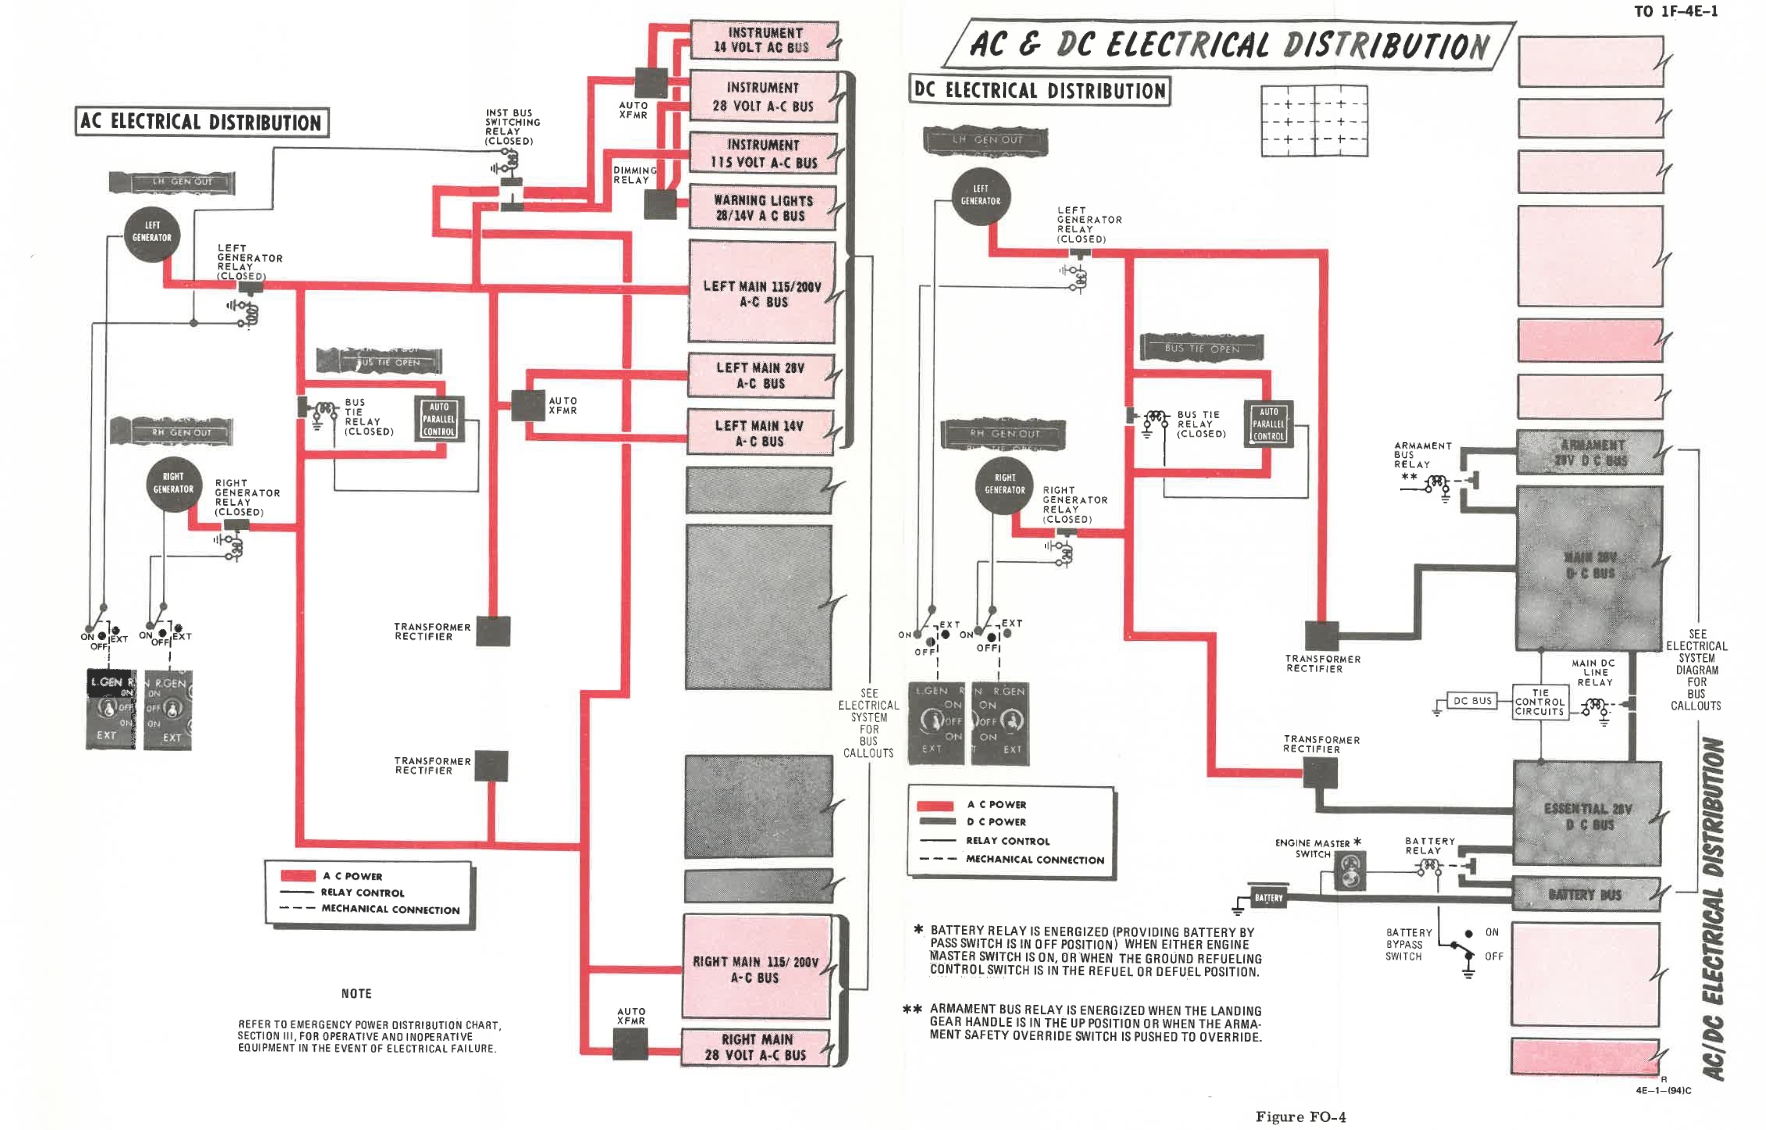 TO 1F-4E-1
AC & DC ELECTRICAL DISTRIBUTION
AC ELECTRICAL DISTRIBUTION
INSTRUMENT
14 VOLT AC BUS
INSTRUMENT
28 VOLT A-C BUS
INSTRUMENT
115 VOLT A-C BUS
WARNING LIGHTS
28/14V A C BUS
LEFT MAIN 115/200V
A-C BUS
LEFT MAIN 28V
A-C BUS
LEFT MAIN 14V
A-C BUS
RIGHT MAIN 115/200V
A-C BUS
RIGHT MAIN
28 VOLT A-C BUS
AUTO
XFMR
INST BUS
SWITCHING
RELAY
(CLOSED)
DIMMING
RELAY
LH GEN OUT
LEFT
GENERATOR
LEFT
GENERATOR
RELAY
(CLOSED)
BUS TIE OPEN
BUS
TIE
RELAY
(CLOSED)
AUTO
PARALLEL
CONTROL
AUTO
XFMR
RH GEN OUT
RIGHT
GENERATOR
RIGHT
GENERATOR
RELAY
(CLOSED)
ON
OFF
EXT
ON
OFF
EXT
L.GEN R
ON
OFF
ON
EXT
N R.GEN
ON
OFF
ON
EXT
TRANSFORMER
RECTIFIER
TRANSFORMER
RECTIFIER
SEE
ELECTRICAL
SYSTEM
FOR
BUS
CALLOUTS
A C POWER
RELAY CONTROL
MECHANICAL CONNECTION
AUTO
XFMR
NOTE
REFER TO EMERGENCY POWER DISTRIBUTION CHART,
SECTION III, FOR OPERATIVE AND INOPERATIVE
EQUIPMENT IN THE EVENT OF ELECTRICAL FAILURE.
DC ELECTRICAL DISTRIBUTION
LH GEN OUT
LEFT
GENERATOR
LEFT
GENERATOR
RELAY
(CLOSED)
BUS TIE OPEN
BUS TIE
RELAY
(CLOSED)
AUTO
PARALLEL
CONTROL
RH GEN OUT
RIGHT
GENERATOR
RIGHT
GENERATOR
RELAY
(CLOSED)
ON
EXT
OFF
ON
EXT
OFF
L.GEN R
ON
OFF
ON
EXT
N R.GEN
ON
OFF
ON
EXT
ARMAMENT
BUS
RELAY
**
ARMAMENT
28V D C BUS
MAIN 28V
D-C BUS
TRANSFORMER
RECTIFIER
MAIN DC
LINE
RELAY
DC BUS
TIE
CONTROL
CIRCUITS
TRANSFORMER
RECTIFIER
ESSENTIAL 28V
D C BUS
ENGINE MASTER *
SWITCH
BATTERY
RELAY
BATTERY
BATTERY BUS
BATTERY
BYPASS
SWITCH
ON
OFF
SEE
ELECTRICAL
SYSTEM
DIAGRAM
FOR
BUS
CALLOUTS
A C POWER
D C POWER
RELAY CONTROL
MECHANICAL CONNECTION
* BATTERY RELAY IS ENERGIZED (PROVIDING BATTERY BY
PASS SWITCH IS IN OFF POSITION) WHEN EITHER ENGINE
MASTER SWITCH IS ON, OR WHEN THE GROUND REFUELING
CONTROL SWITCH IS IN THE REFUEL OR DEFUEL POSITION.
** ARMAMENT BUS RELAY IS ENERGIZED WHEN THE LANDING
GEAR HANDLE IS IN THE UP POSITION OR WHEN THE ARMA-
MENT SAFETY OVERRIDE SWITCH IS PUSHED TO OVERRIDE.
AC/DC ELECTRICAL DISTRIBUTION
R
4E-1-(94)C
Figure FO-4